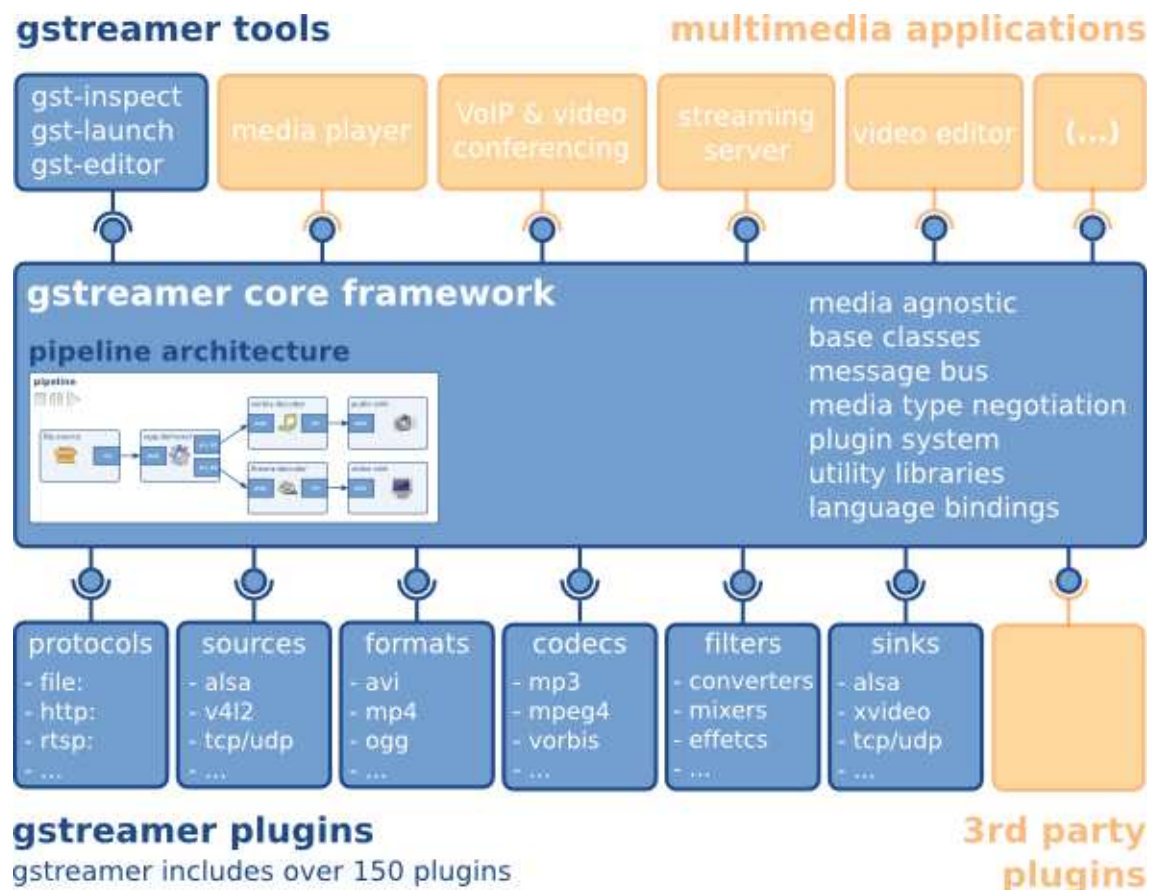 gstreamer tools
multimedia applications
gst-inspect
gst-launch
gst-editor
media player
VoIP & video
conferencing
streaming
server
video editor
(...)
gstreamer core framework
pipeline architecture
pipeline
media agnostic
base classes
message bus
media type negotiation
plugin system
utility libraries
language bindings
protocols
- file:
- http:
- rtsp:
- ...
sources
- alsa
- v4l2
- tcp/udp
- ...
formats
- avi
- mp4
- ogg
- ...
codecs
- mp3
- mpeg4
- vorbis
- ...
filters
- converters
- mixers
- effetcs
- ...
sinks
- alsa
- xvideo
- tcp/udp
- ...
gstreamer plugins
gstreamer includes over 150 plugins
3rd party
plugins